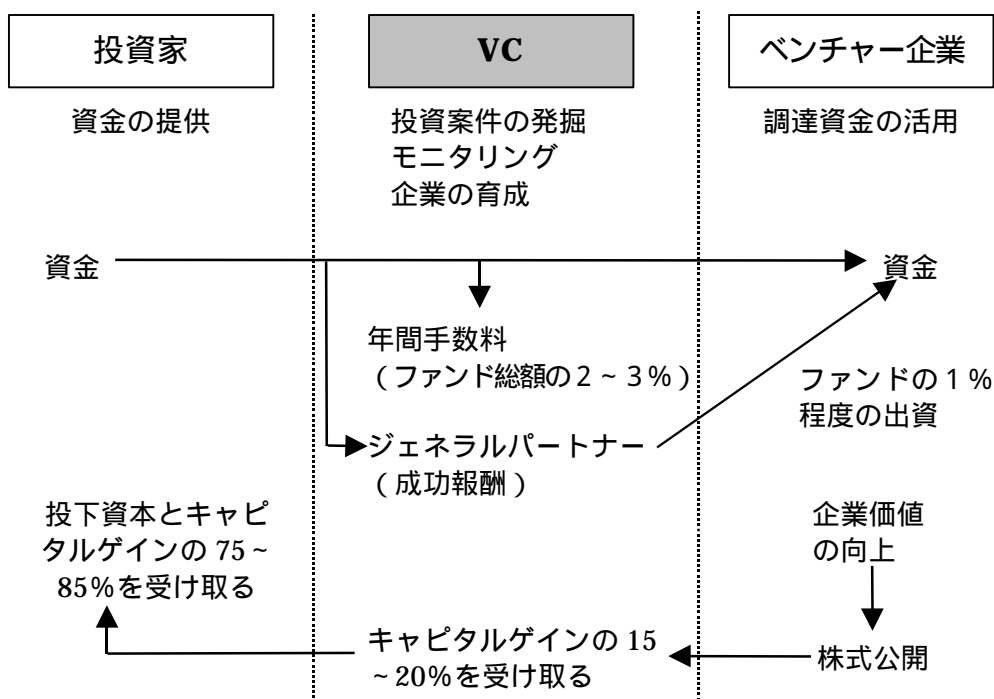 投資家
VC
ベンチャー企業
資金の提供
投資案件の発掘
モニタリング
企業の育成
調達資金の活用
資金
資金
年間手数料
（ファンド総額の２～３％）
ファンドの１％
程度の出資
ジェネラルパートナー
（成功報酬）
投下資本とキャピ
タルゲインの 75～
85％を受け取る
企業価値
の向上
キャピタルゲインの 15
～20％を受け取る
株式公開